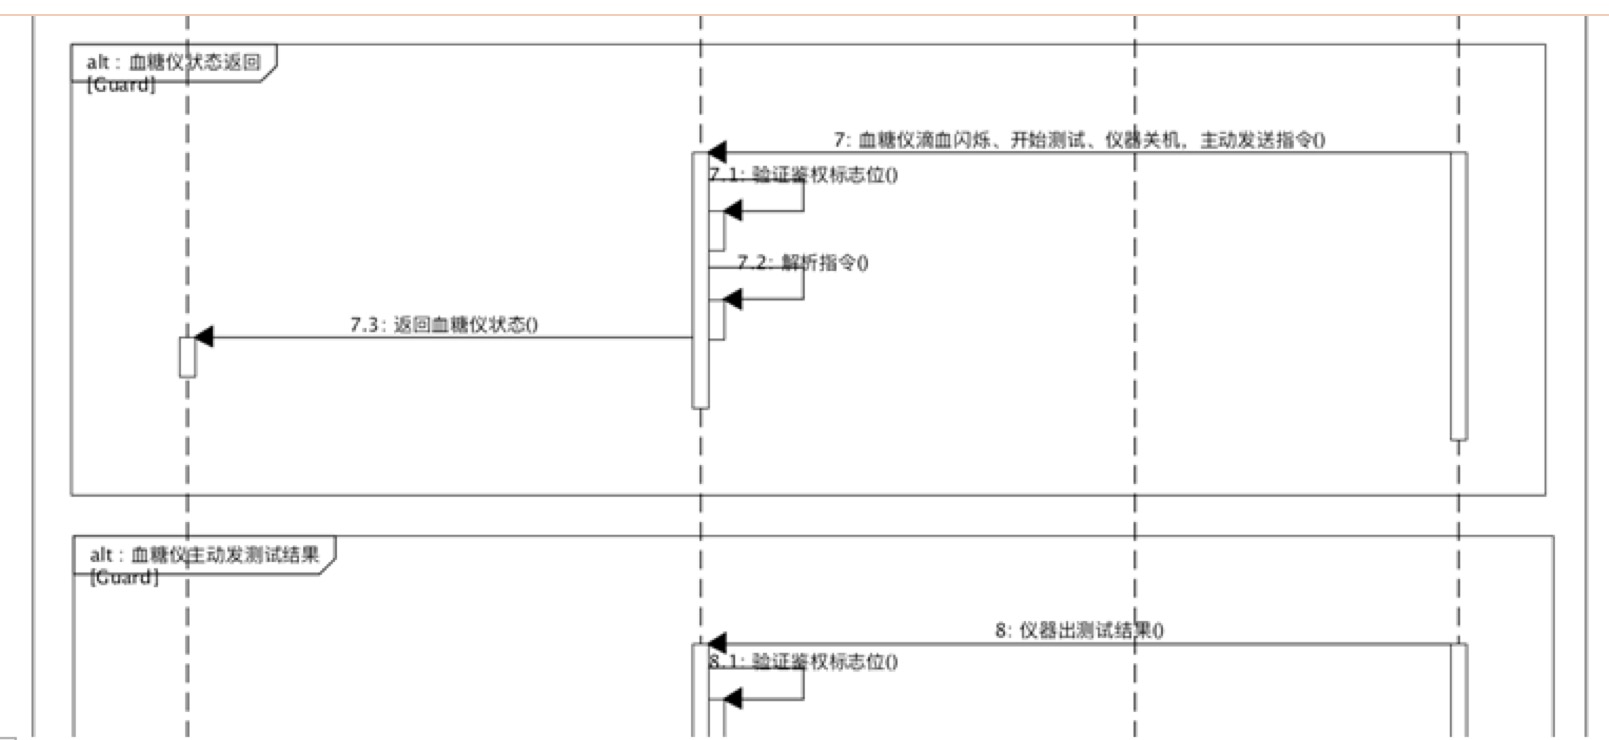 alt : 血糖仪状态返回
[Guard]
7: 血糖仪滴血闪烁、开始测试、仪器关机，主动发送指令()
7.1: 验证鉴权标志位()
7.2: 解析指令()
7.3: 返回血糖仪状态()
alt : 血糖仪主动发测试结果
[Guard]
8: 仪器出测试结果()
8.1: 验证鉴权标志位()